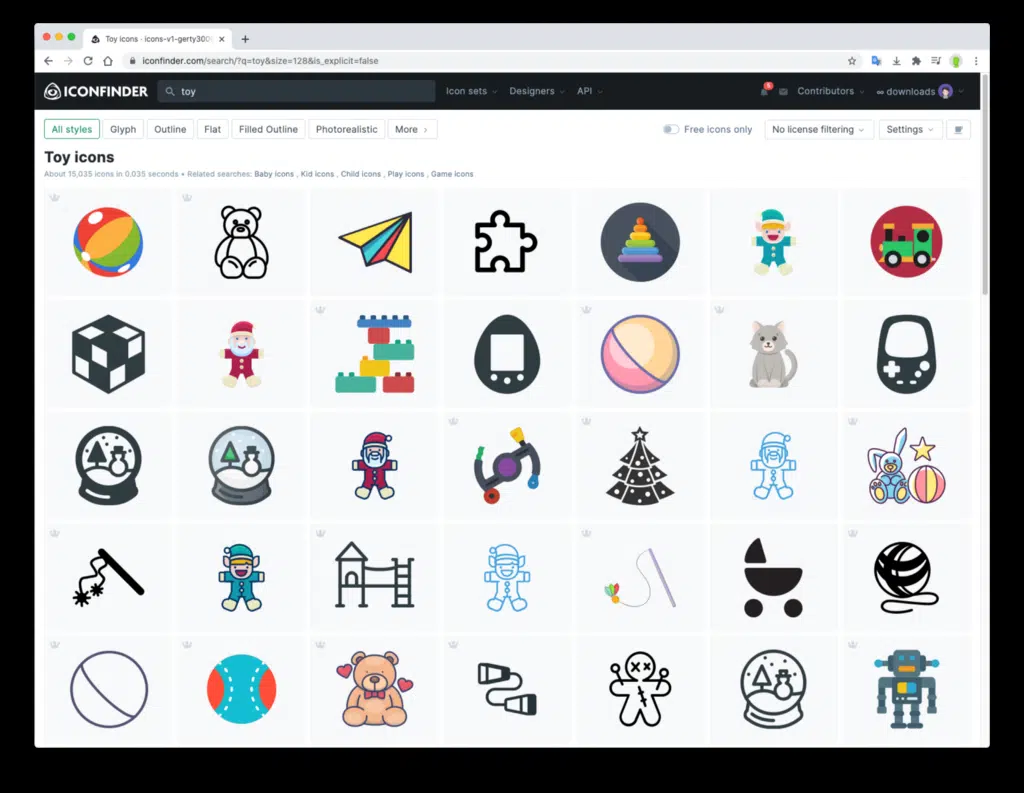 Toy icons - icons-v1-gerty300
iconfinder.com/search/?q=toy&size=128&is_explicit=false
ICONFINDER
toy
Icon sets
Designers
API
Contributors
∞ downloads
All styles
Glyph
Outline
Flat
Filled Outline
Photorealistic
More
Free icons only
No license filtering
Settings
Toy icons
About 15,035 icons in 0.035 seconds • Related searches: Baby icons , Kid icons , Child icons , Play icons , Game icons